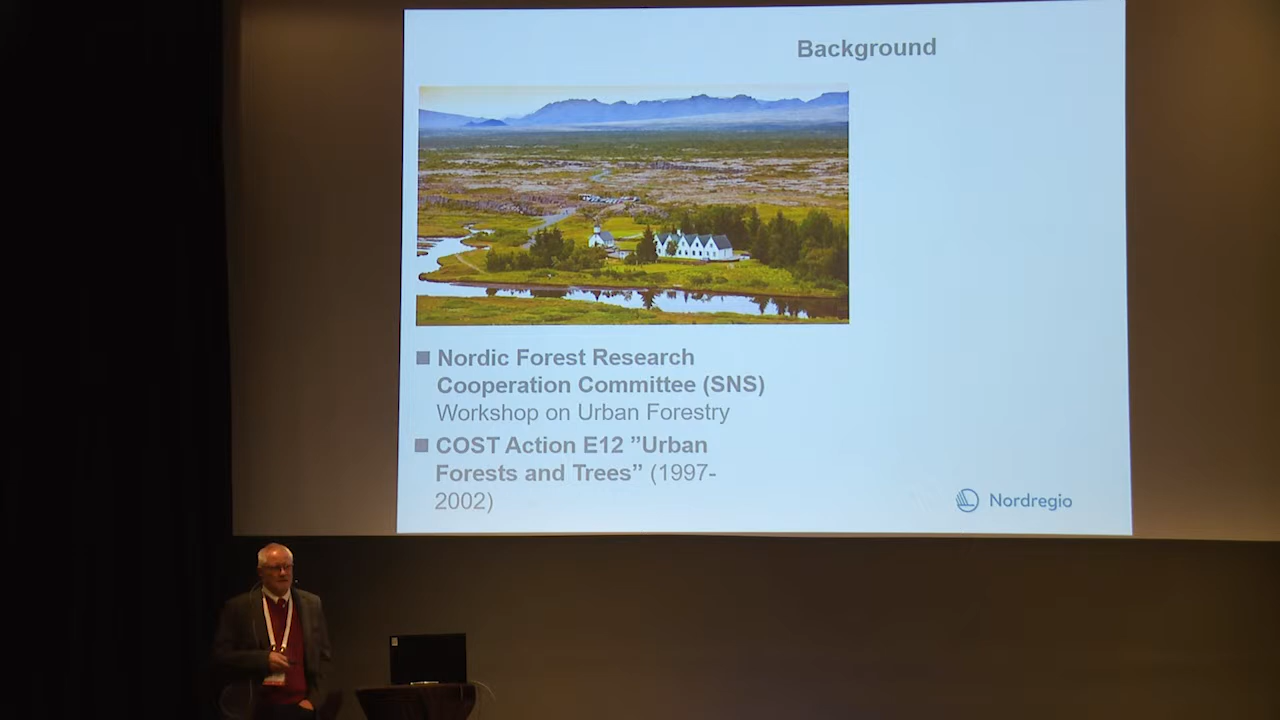 Background
Nordic Forest Research
Cooperation Committee (SNS)
Workshop on Urban Forestry
COST Action E12 ”Urban
Forests and Trees” (1997-
2002)
Nordregio